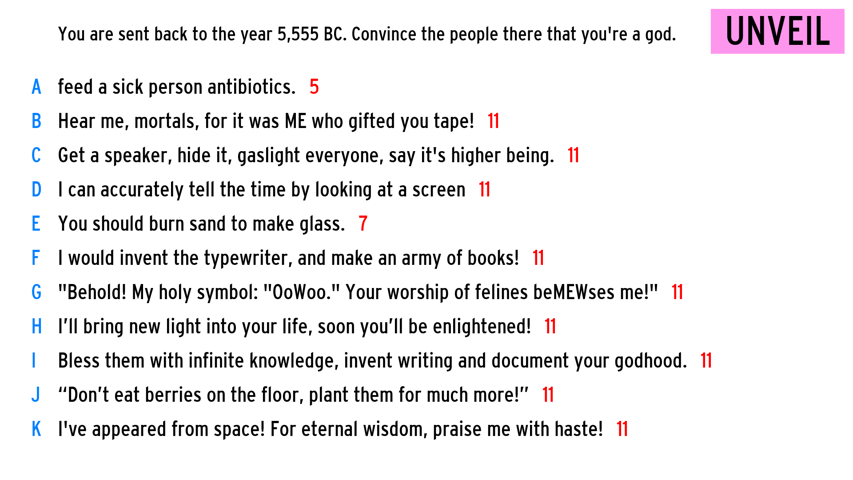 You are sent back to the year 5,555 BC. Convince the people there that you're a god.
UNVEIL
A feed a sick person antibiotics. 5
B Hear me, mortals, for it was ME who gifted you tape! 11
C Get a speaker, hide it, gaslight everyone, say it's higher being. 11
D I can accurately tell the time by looking at a screen 11
E You should burn sand to make glass. 7
F I would invent the typewriter, and make an army of books! 11
G "Behold! My holy symbol: "OoWoo." Your worship of felines beMEWses me!" 11
H I’ll bring new light into your life, soon you’ll be enlightened! 11
I Bless them with infinite knowledge, invent writing and document your godhood. 11
J “Don’t eat berries on the floor, plant them for much more!” 11
K I've appeared from space! For eternal wisdom, praise me with haste! 11